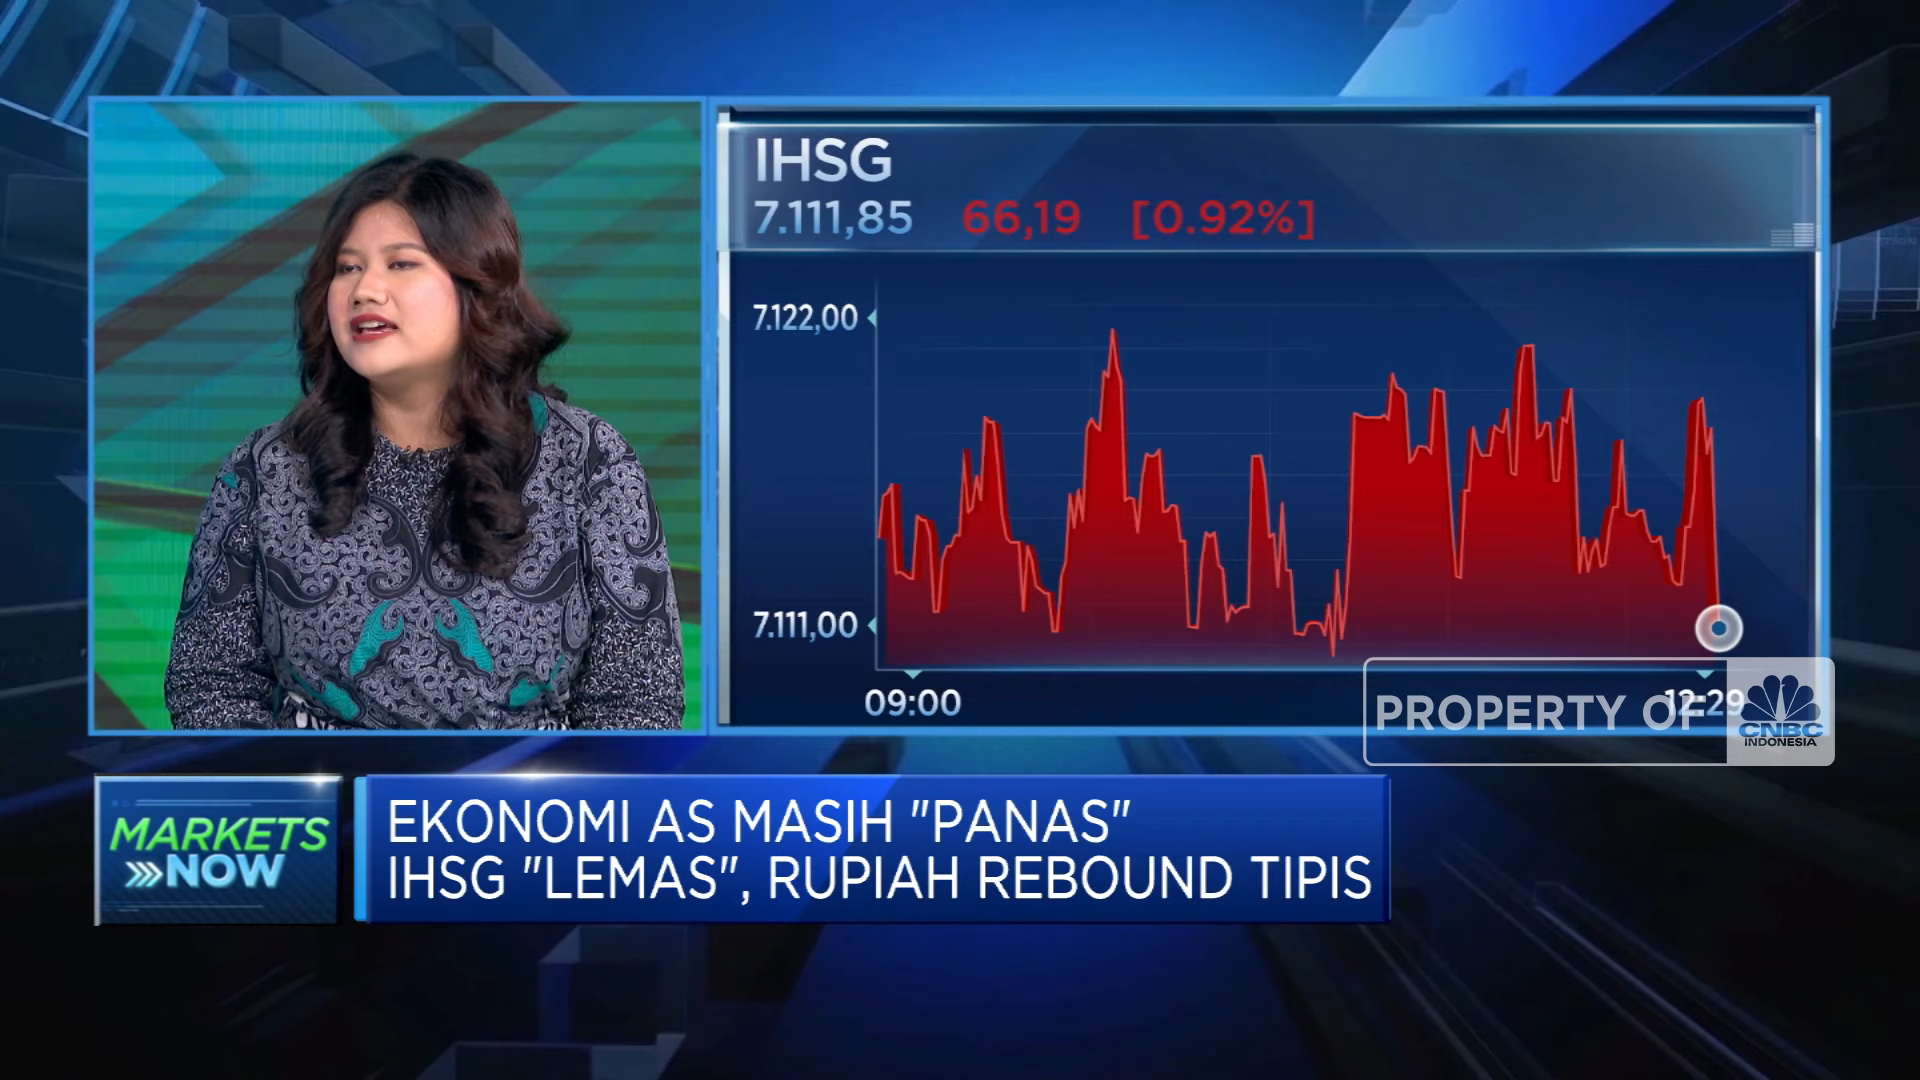 IHSG
7.111,85 66,19 [0.92%]
7.122,00
7.111,00
09:00 12:29
PROPERTY OF CNBC INDONESIA
MARKETS NOW
EKONOMI AS MASIH "PANAS"
IHSG "LEMAS", RUPIAH REBOUND TIPIS